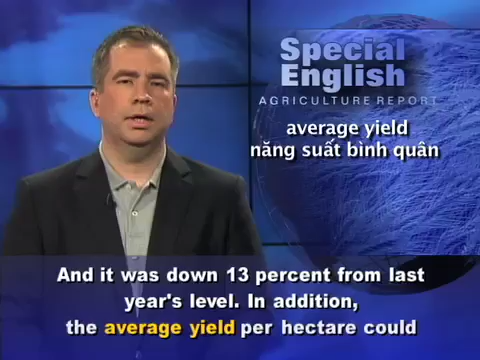 Special
English
AGRICULTURE REPORT
average yield
năng suất bình quân
And it was down 13 percent from last
year's level. In addition,
the average yield per hectare could